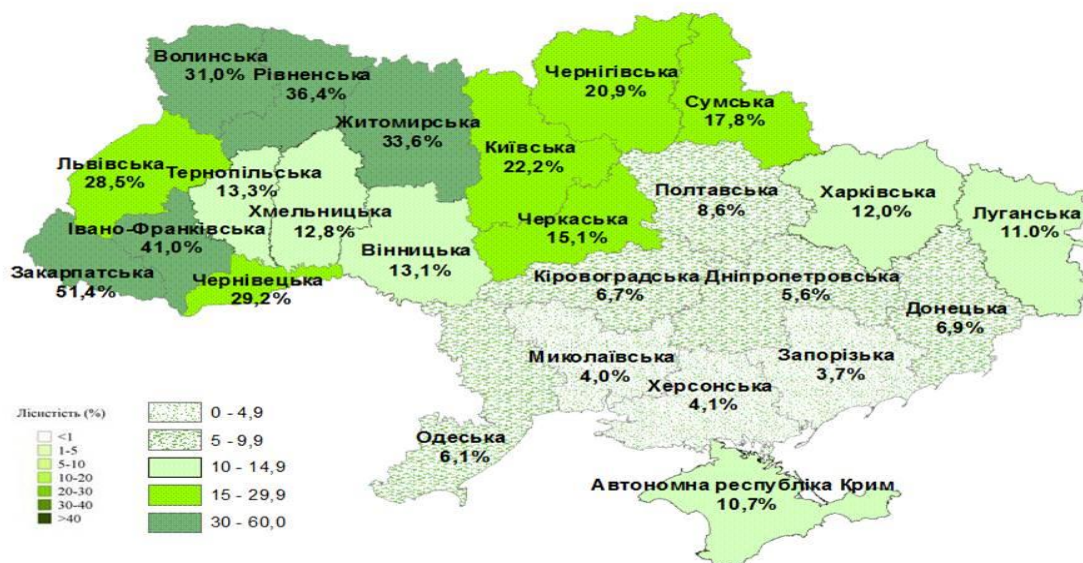 Волинська
31,0%
Рівненська
36,4%
Житомирська
33,6%
Чернігівська
20,9%
Сумська
17,8%
Київська
22,2%
Львівська
28,5%
Тернопільська
13,3%
Хмельницька
12,8%
Полтавська
8,6%
Харківська
12,0%
Луганська
11.0%
Черкаська
15,1%
Івано-Франківська
41,0%
Вінницька
13,1%
Закарпатська
51,4%
Чернівецька
29,2%
Кіровоградська
6,7%
Дніпропетровська
5,6%
Донецька
6,9%
Миколаївська
4,0%
Запорізька
3,7%
Херсонська
4,1%
Одеська
6,1%
Автономна республіка Крим
10,7%
Лісистість (%)
<1
1-5
5-10
10-20
20-30
30-40
>40
0 - 4,9
5 - 9,9
10 - 14,9
15 - 29,9
30 - 60,0